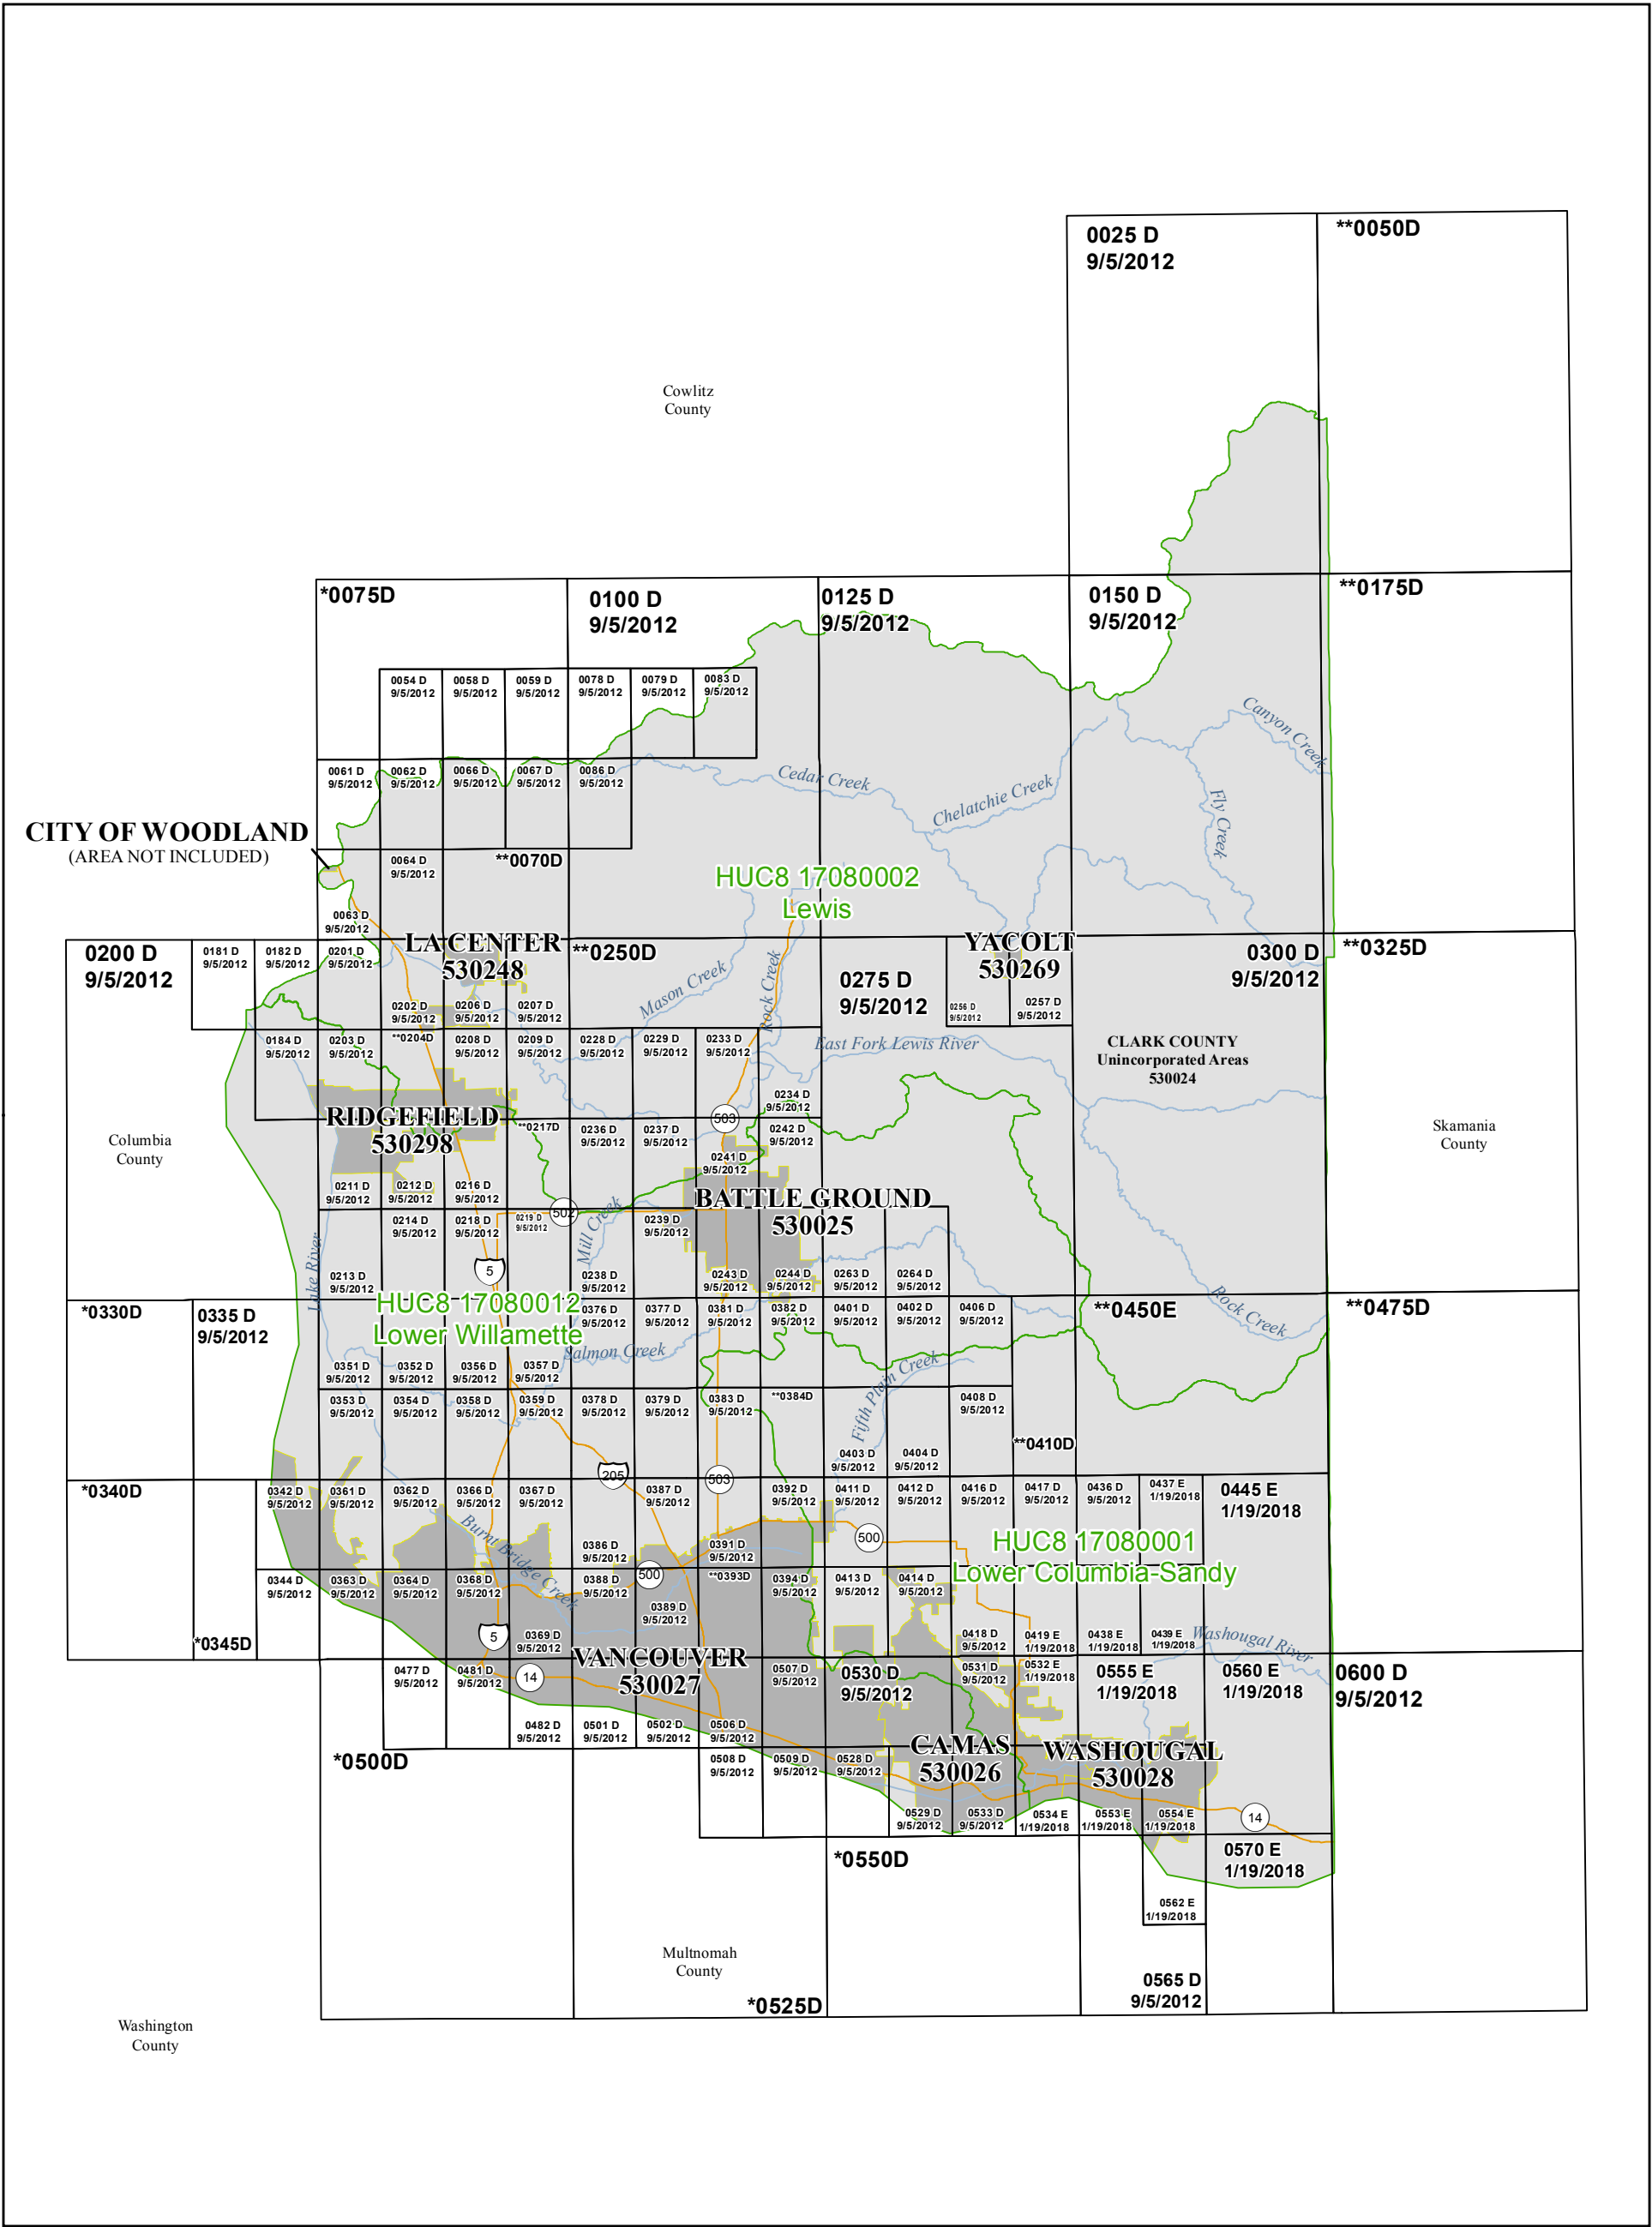 0025 D
9/5/2012
**0050D
Cowlitz
County
*0075D
0100 D
9/5/2012
0125 D
9/5/2012
0150 D
9/5/2012
**0175D
0054 D
9/5/2012
0058 D
9/5/2012
0059 D
9/5/2012
0078 D
9/5/2012
0079 D
9/5/2012
0083 D
9/5/2012
Canyon Creek
0061 D
9/5/2012
0062 D
9/5/2012
0066 D
9/5/2012
0067 D
9/5/2012
0086 D
9/5/2012
Cedar Creek
Chelatchie Creek
Fly Creek
CITY OF WOODLAND
(AREA NOT INCLUDED)
0064 D
9/5/2012
**0070D
HUC8 17080002
Lewis
0063 D
9/5/2012
0200 D
9/5/2012
0181 D
9/5/2012
0182 D
9/5/2012
0201 D
9/5/2012
LA CENTER
530248
**0250D
Mason Creek
Rock Creek
0275 D
9/5/2012
YACOLT
530269
0300 D
9/5/2012
**0325D
0202 D
9/5/2012
0206 D
9/5/2012
0207 D
9/5/2012
0256 D
9/5/2012
0257 D
9/5/2012
0184 D
9/5/2012
0203 D
9/5/2012
**0204D
0208 D
9/5/2012
0209 D
9/5/2012
0228 D
9/5/2012
0229 D
9/5/2012
0233 D
9/5/2012
East Fork Lewis River
CLARK COUNTY
Unincorporated Areas
530024
0234 D
9/5/2012
Columbia
County
RIDGEFIELD
530298
**0217D
0236 D
9/5/2012
0237 D
9/5/2012
503
0242 D
9/5/2012
Skamania
County
0241 D
9/5/2012
0211 D
9/5/2012
0212 D
9/5/2012
0216 D
9/5/2012
BATTLE GROUND
530025
0214 D
9/5/2012
0218 D
9/5/2012
0219 D
9/5/2012
502
Mill Creek
0239 D
9/5/2012
Lake River
0213 D
9/5/2012
5
0238 D
9/5/2012
0243 D
9/5/2012
0244 D
9/5/2012
0263 D
9/5/2012
0264 D
9/5/2012
*0330D
0335 D
9/5/2012
HUC8 17080012
Lower Willamette
0376 D
9/5/2012
0377 D
9/5/2012
0381 D
9/5/2012
0382 D
9/5/2012
0401 D
9/5/2012
0402 D
9/5/2012
0406 D
9/5/2012
**0450E
Rock Creek
**0475D
Salmon Creek
0351 D
9/5/2012
0352 D
9/5/2012
0356 D
9/5/2012
0357 D
9/5/2012
Fifth Plain Creek
0353 D
9/5/2012
0354 D
9/5/2012
0358 D
9/5/2012
0359 D
9/5/2012
0378 D
9/5/2012
0379 D
9/5/2012
0383 D
9/5/2012
**0384D
0408 D
9/5/2012
**0410D
0403 D
9/5/2012
0404 D
9/5/2012
*0340D
0342 D
9/5/2012
0361 D
9/5/2012
0362 D
9/5/2012
0366 D
9/5/2012
0367 D
9/5/2012
205
0387 D
9/5/2012
503
0392 D
9/5/2012
0411 D
9/5/2012
0412 D
9/5/2012
0416 D
9/5/2012
0417 D
9/5/2012
0436 D
9/5/2012
0437 E
1/19/2018
0445 E
1/19/2018
Burnt Bridge Creek
0386 D
9/5/2012
0391 D
9/5/2012
500
HUC8 17080001
Lower Columbia-Sandy
0344 D
9/5/2012
0363 D
9/5/2012
0364 D
9/5/2012
0368 D
9/5/2012
0388 D
9/5/2012
500
**0393D
0394 D
9/5/2012
0413 D
9/5/2012
0414 D
9/5/2012
0389 D
9/5/2012
*0345D
5
0369 D
9/5/2012
0418 D
9/5/2012
0419 E
1/19/2018
0438 E
1/19/2018
0439 E
1/19/2018
Washougal River
VANCOUVER
530027
0477 D
9/5/2012
0481 D
9/5/2012
14
0507 D
9/5/2012
0530 D
9/5/2012
0531 D
9/5/2012
0532 E
1/19/2018
0555 E
1/19/2018
0560 E
1/19/2018
0600 D
9/5/2012
0482 D
9/5/2012
0501 D
9/5/2012
0502 D
9/5/2012
0506 D
9/5/2012
*0500D
0508 D
9/5/2012
0509 D
9/5/2012
0528 D
9/5/2012
CAMAS
530026
WASHOUGAL
530028
0529 D
9/5/2012
0533 D
9/5/2012
0534 E
1/19/2018
0553 E
1/19/2018
0554 E
1/19/2018
14
*0550D
0570 E
1/19/2018
0562 E
1/19/2018
Multnomah
County
0565 D
9/5/2012
*0525D
Washington
County